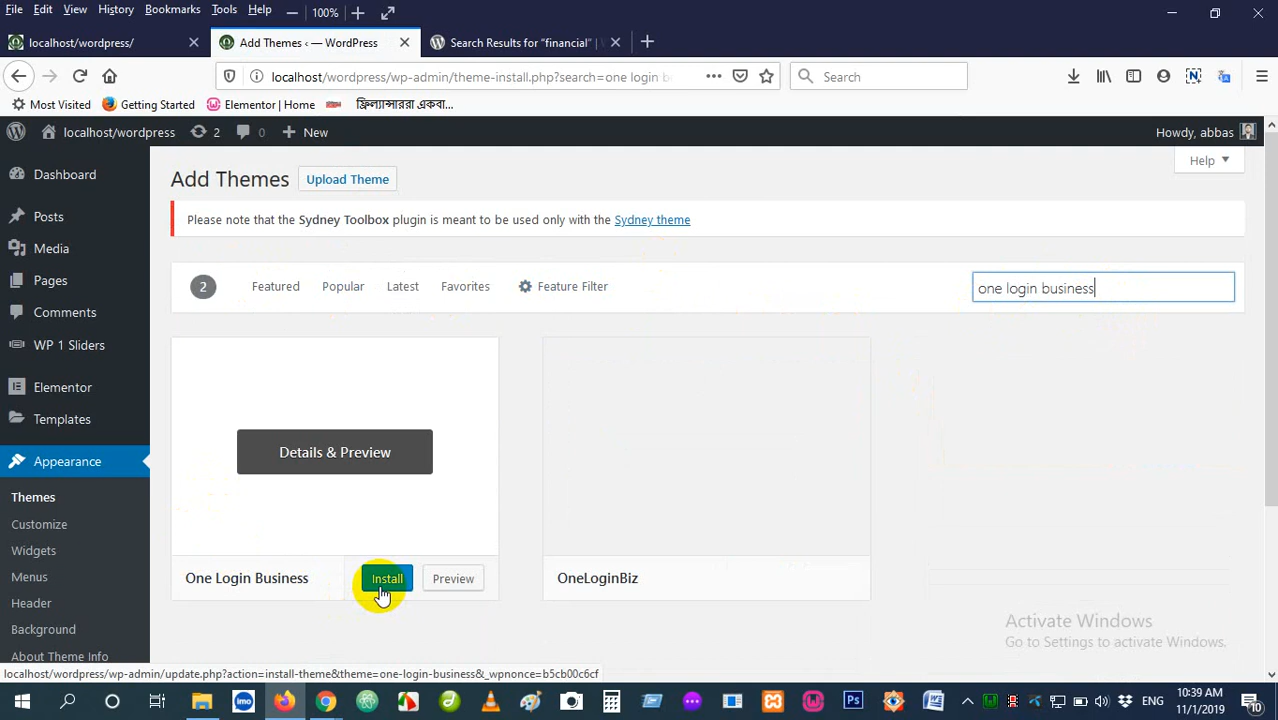 File Edit View History Bookmarks Tools Help 100%
localhost/wordpress/ Add Themes ‹ — WordPress Search Results for “financial” | W
localhost/wordpress/wp-admin/theme-install.php?search=one login b Search
Most Visited Getting Started Elementor | Home ফ্রিল্যান্সাররা একবা...
localhost/wordpress 2 0 New Howdy, abbas
Help
Dashboard
Posts
Media
Pages
Comments
WP 1 Sliders
Elementor
Templates
Appearance
Themes
Customize
Widgets
Menus
Header
Background
About Theme Info
Add Themes Upload Theme
Please note that the Sydney Toolbox plugin is meant to be used only with the Sydney theme
2 Featured Popular Latest Favorites Feature Filter one login business
Details & Preview
One Login Business Install Preview OneLoginBiz
Activate Windows
Go to Settings to activate Windows.
localhost/wordpress/wp-admin/update.php?action=install-theme&theme=one-login-business&_wpnonce=b5cb00c6cf
imo Ps W ENG 10:39 AM
11/1/2019 10